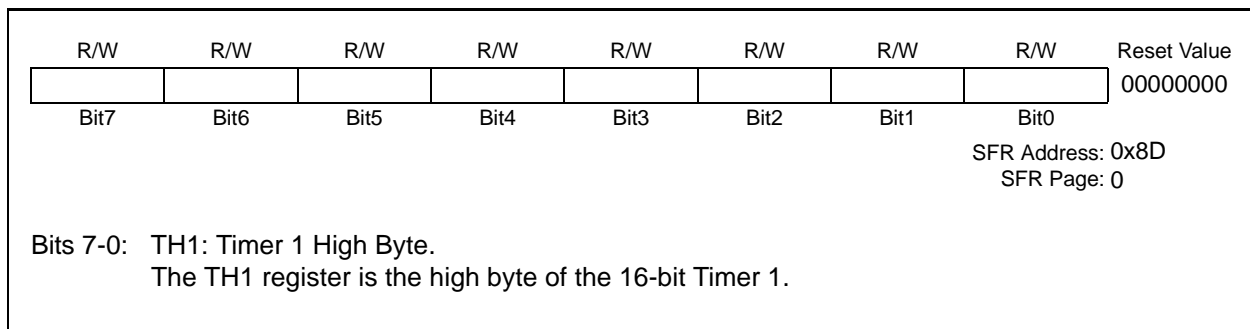 R/W R/W R/W R/W R/W R/W R/W R/W Reset Value
00000000
Bit7 Bit6 Bit5 Bit4 Bit3 Bit2 Bit1 Bit0
SFR Address: 0x8D
SFR Page: 0
Bits 7-0: TH1: Timer 1 High Byte.
The TH1 register is the high byte of the 16-bit Timer 1.